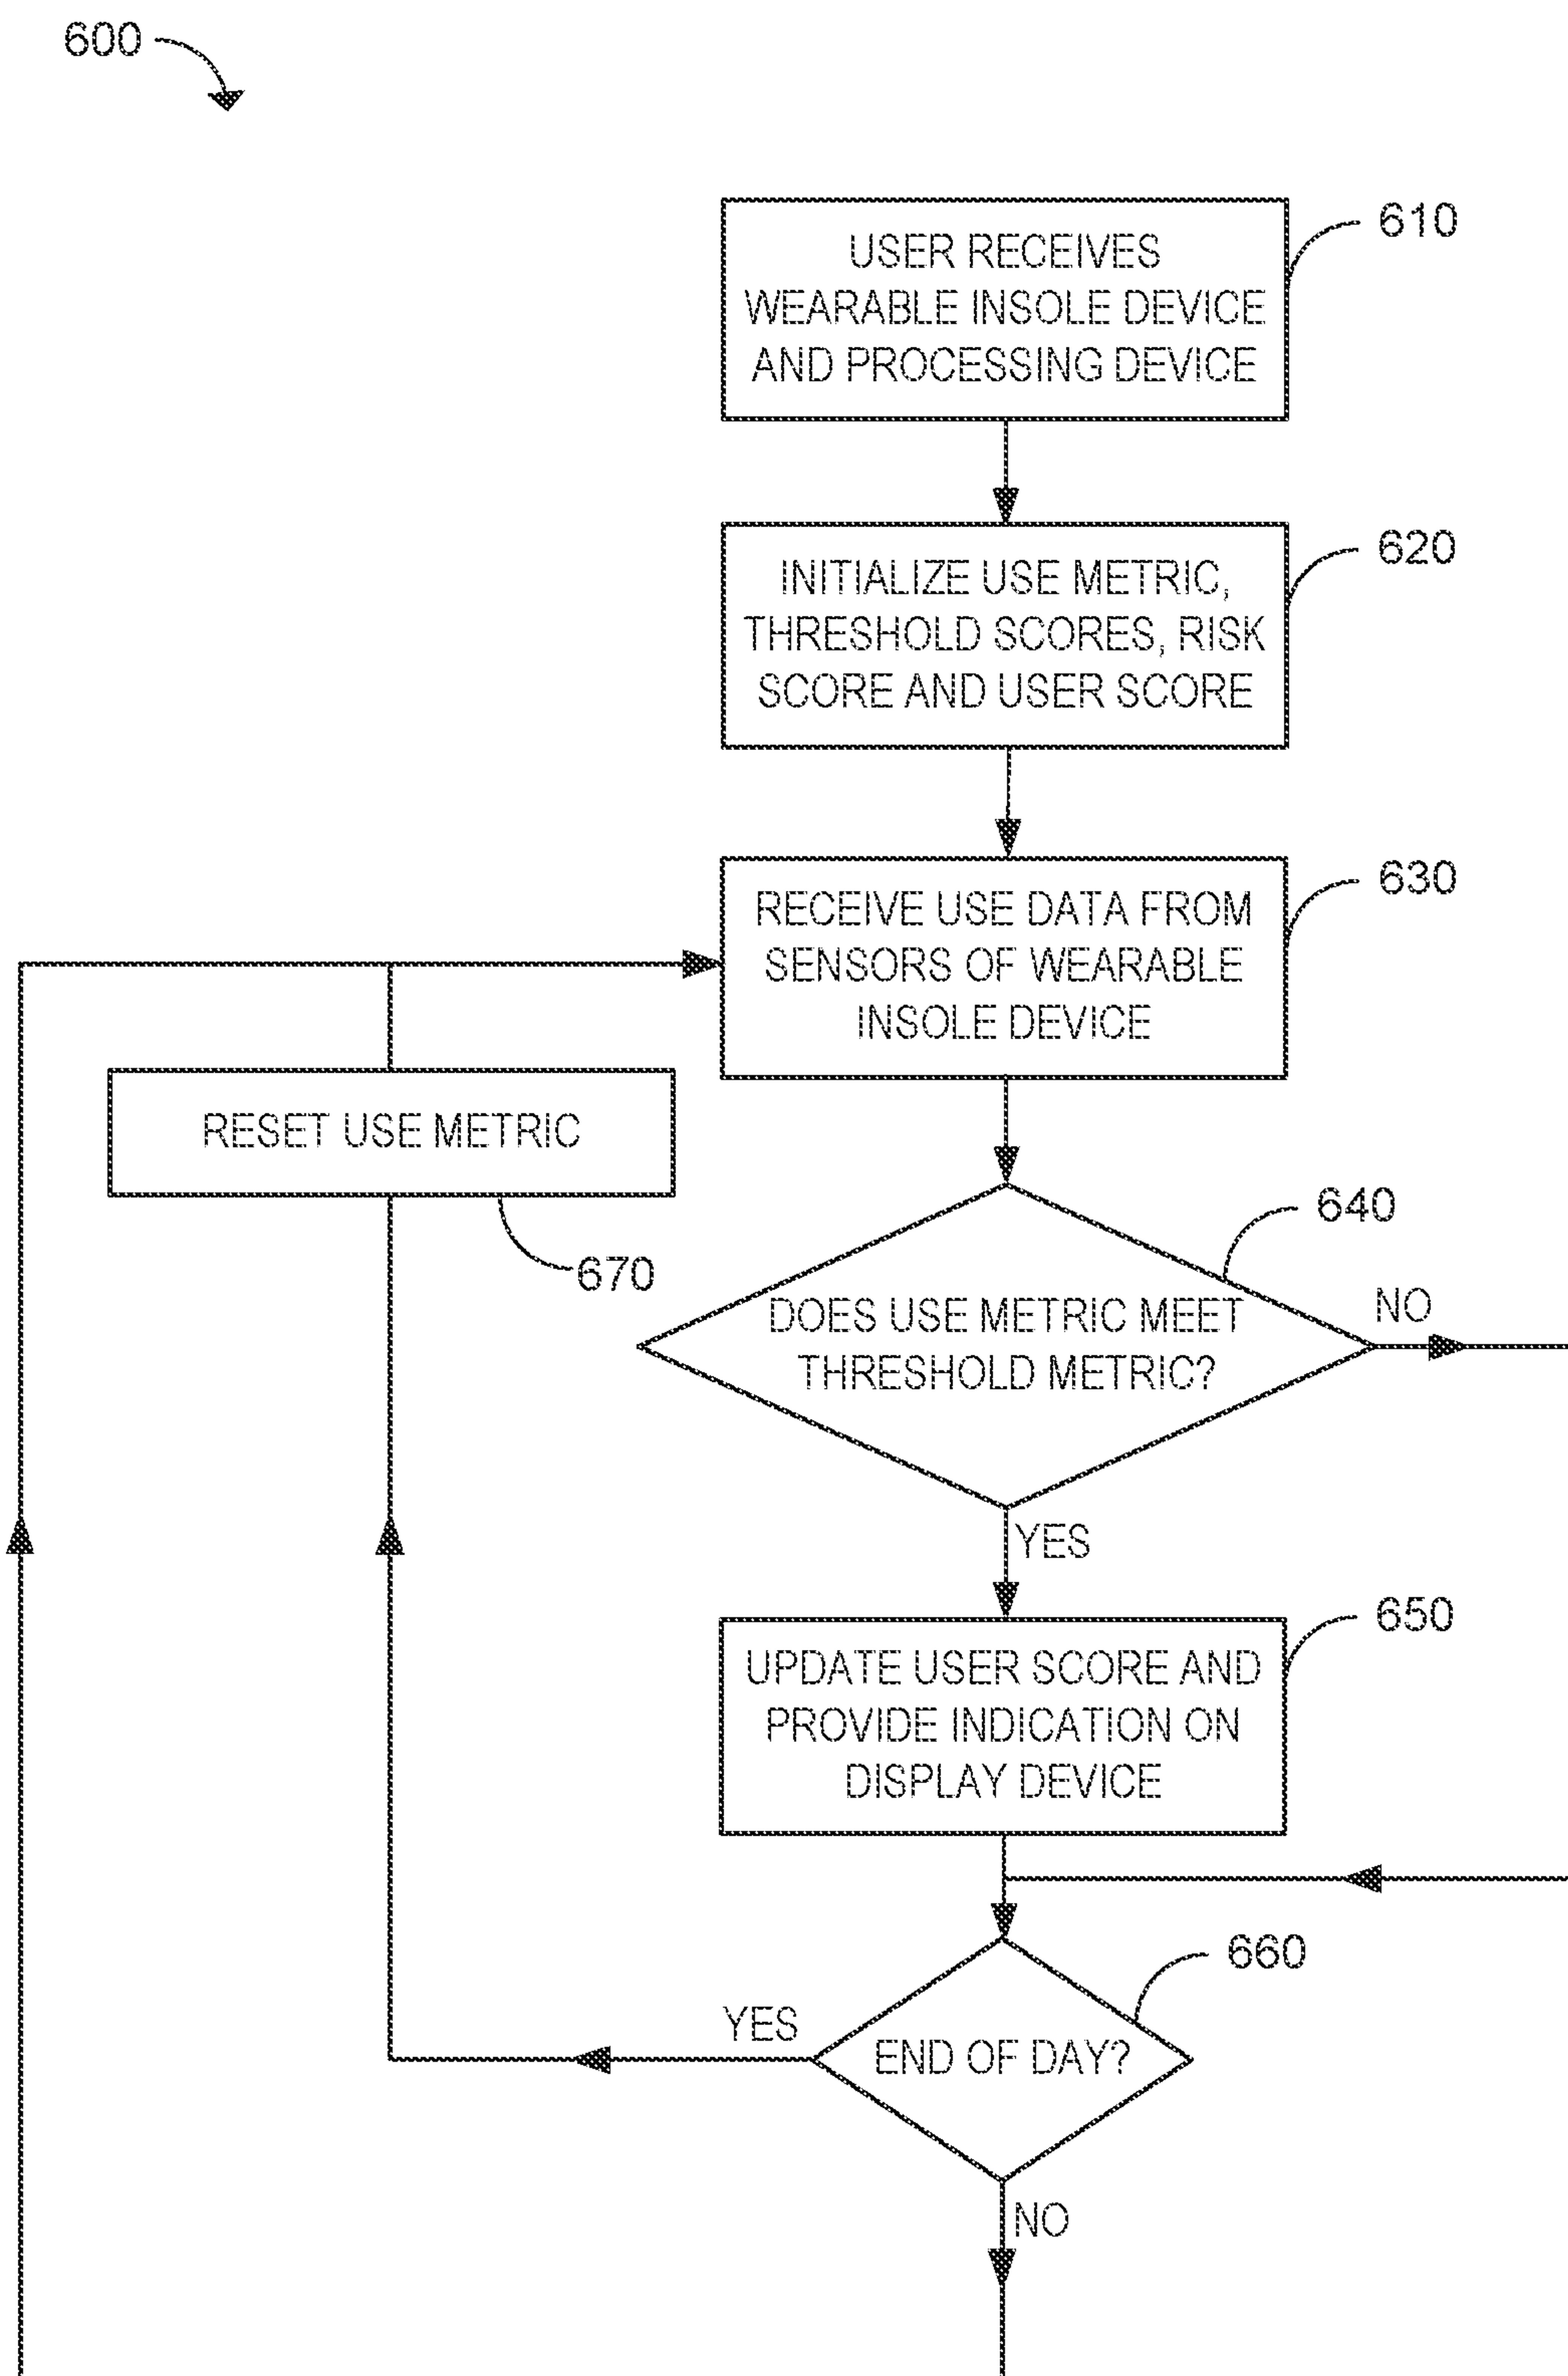 600
610
USER RECEIVES
WEARABLE INSOLE DEVICE
AND PROCESSING DEVICE
620
INITIALIZE USE METRIC,
THRESHOLD SCORES, RISK
SCORE AND USER SCORE
630
RECEIVE USE DATA FROM
SENSORS OF WEARABLE
INSOLE DEVICE
RESET USE METRIC
670
640
DOES USE METRIC MEET
THRESHOLD METRIC?
NO
YES
650
UPDATE USER SCORE AND
PROVIDE INDICATION ON
DISPLAY DEVICE
660
YES
END OF DAY?
NO